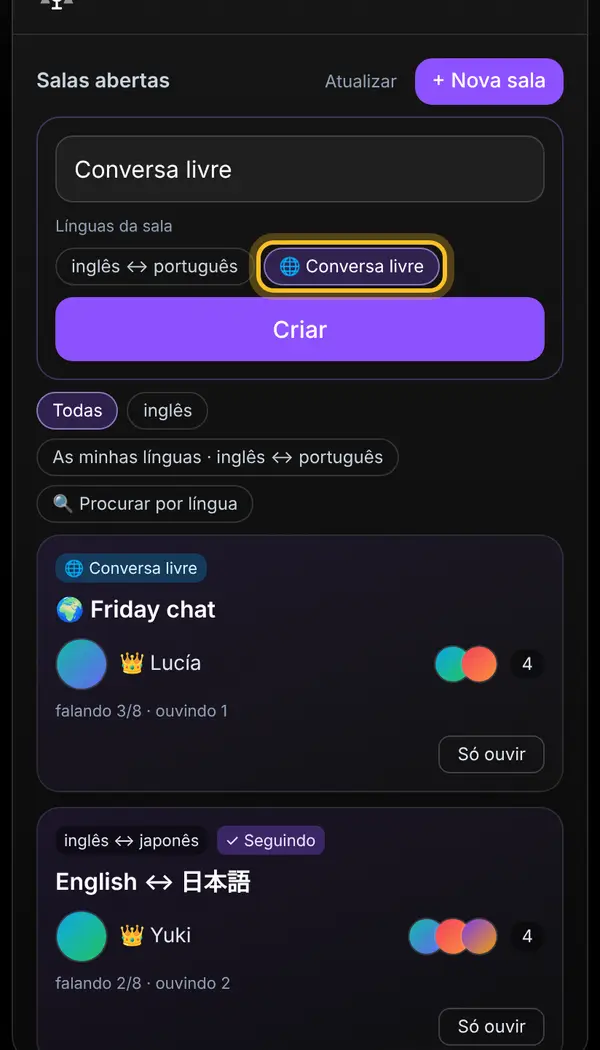 Salas abertas Atualizar + Nova sala
Conversa livre
Línguas da sala
inglês ↔ português 🌐 Conversa livre
Criar
Todas inglês
As minhas línguas · inglês ↔ português
🔍 Procurar por língua
🌐 Conversa livre
🌍 Friday chat
👑 Lucía 4
falando 3/8 · ouvindo 1
Só ouvir
inglês ↔ japonês ✓ Seguindo
English ↔ 日本語
👑 Yuki 4
falando 2/8 · ouvindo 2
Só ouvir